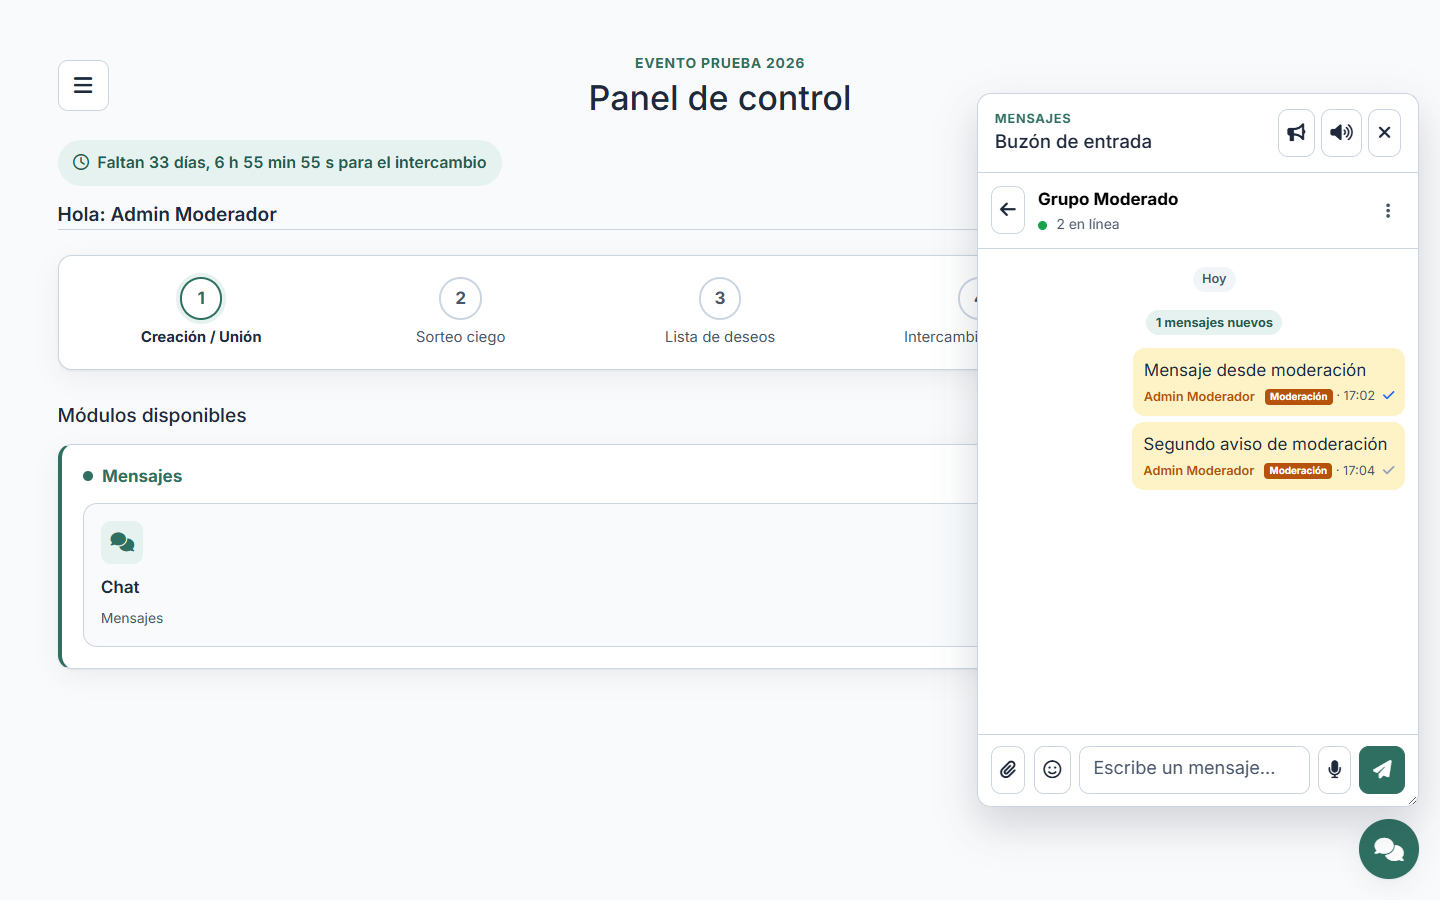 EVENTO PRUEBA 2026
Panel de control
Faltan 33 días, 6 h 55 min 55 s para el intercambio
Hola: Admin Moderador
1
Creación / Unión
2
Sorteo ciego
3
Lista de deseos
Módulos disponibles
Mensajes
Chat
Mensajes
MENSAJES
Buzón de entrada
Grupo Moderado
2 en línea
Hoy
1 mensajes nuevos
Mensaje desde moderación
Admin Moderador Moderación · 17:02
Segundo aviso de moderación
Admin Moderador Moderación · 17:04
Escribe un mensaje...